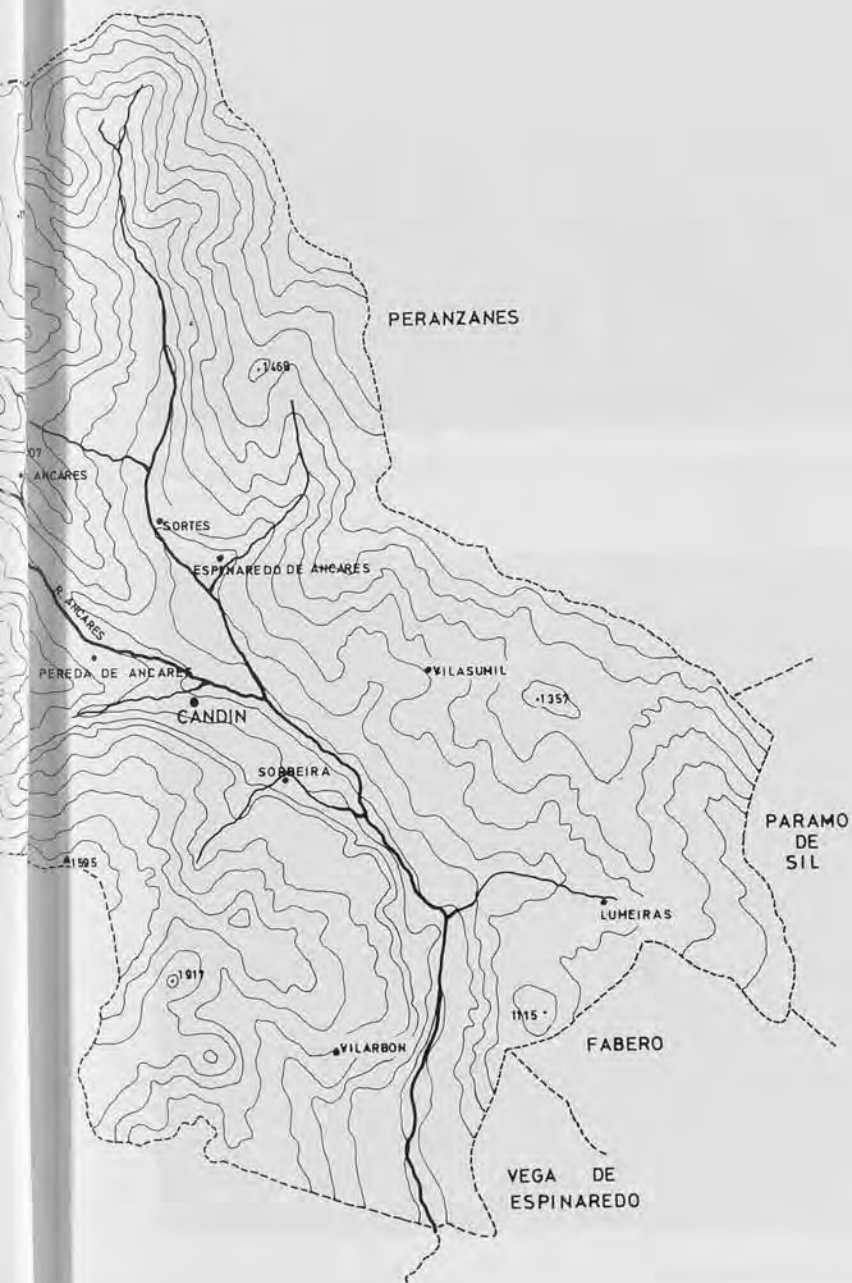 PERANZANES
1469
07
ANCARES
SORTES
ESPINAREDO DE ANCARES
R. ANCARES
PEREDA DE ANCARES
VILASUMIL
1357
CANDIN
SORBEIRA
PARAMO
DE
SIL
1595
LUMEIRAS
1917
1115
FABERO
VILARBON
VEGA DE
ESPINAREDO